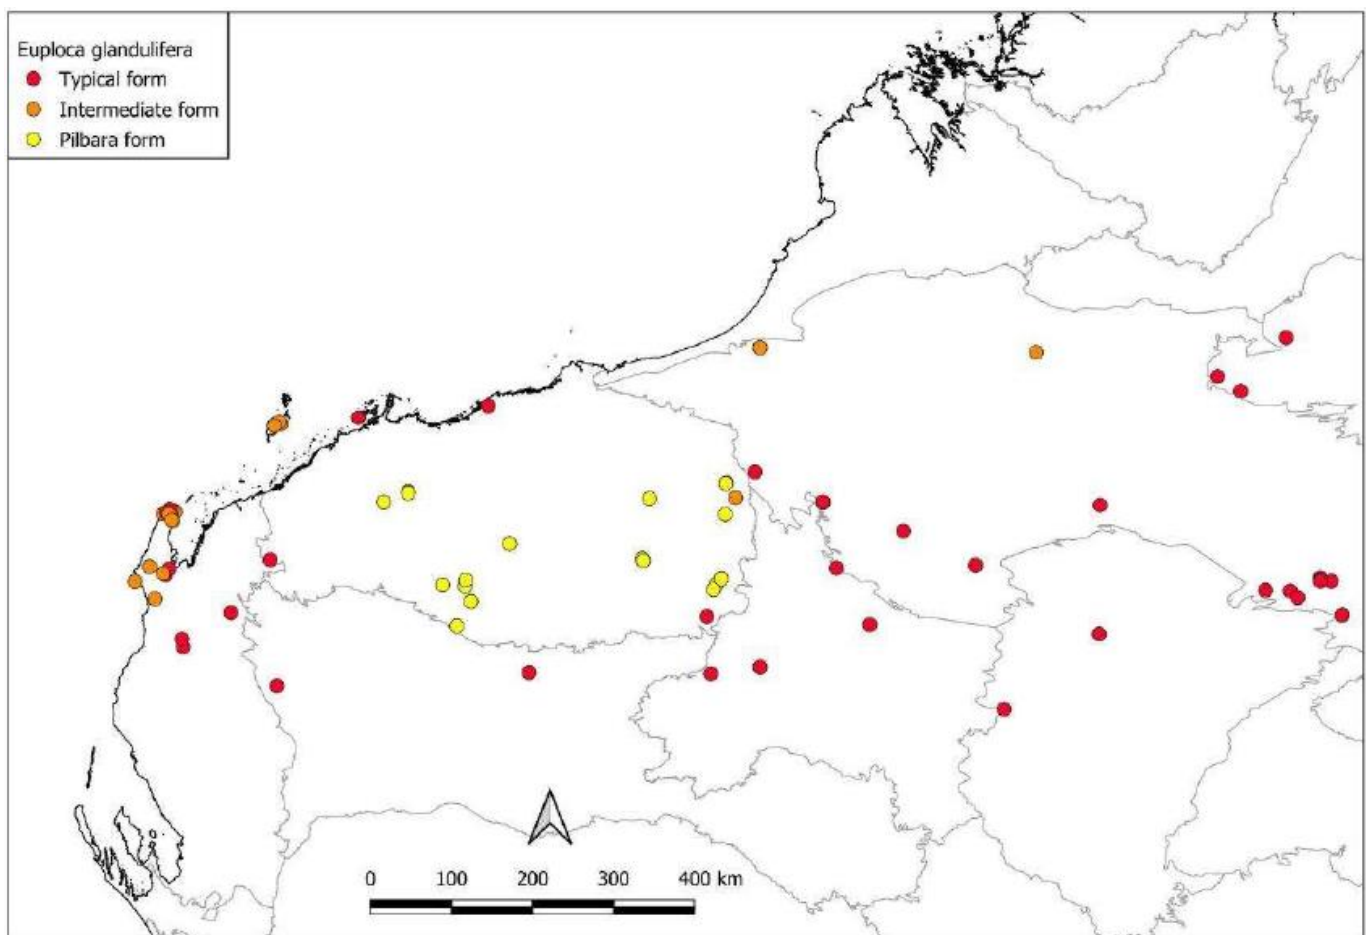 Euploca glandulifera
Typical form
Intermediate form
Pilbara form
0 100 200 300 400 km